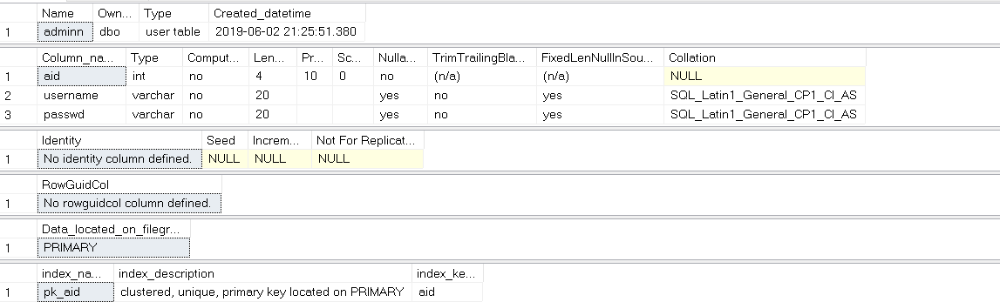 Name Own... Type Created_datetime
1 adminn dbo user table 2019-06-02 21:25:51.380
Column_na... Type Comput... Len... Pr... Sc... Nulla... TrimTrailingBla... FixedLenNullInSou... Collation
1 aid int no 4 10 0 no (n/a) (n/a) NULL
2 username varchar no 20 yes no yes SQL_Latin1_General_CP1_CI_AS
3 passwd varchar no 20 yes no yes SQL_Latin1_General_CP1_CI_AS
Identity Seed Increm... Not For Replicat...
1 No identity column defined. NULL NULL NULL
RowGuidCol
1 No rowguidcol column defined.
Data_located_on_filegr...
1 PRIMARY
index_na... index_description index_ke...
1 pk_aid clustered, unique, primary key located on PRIMARY aid